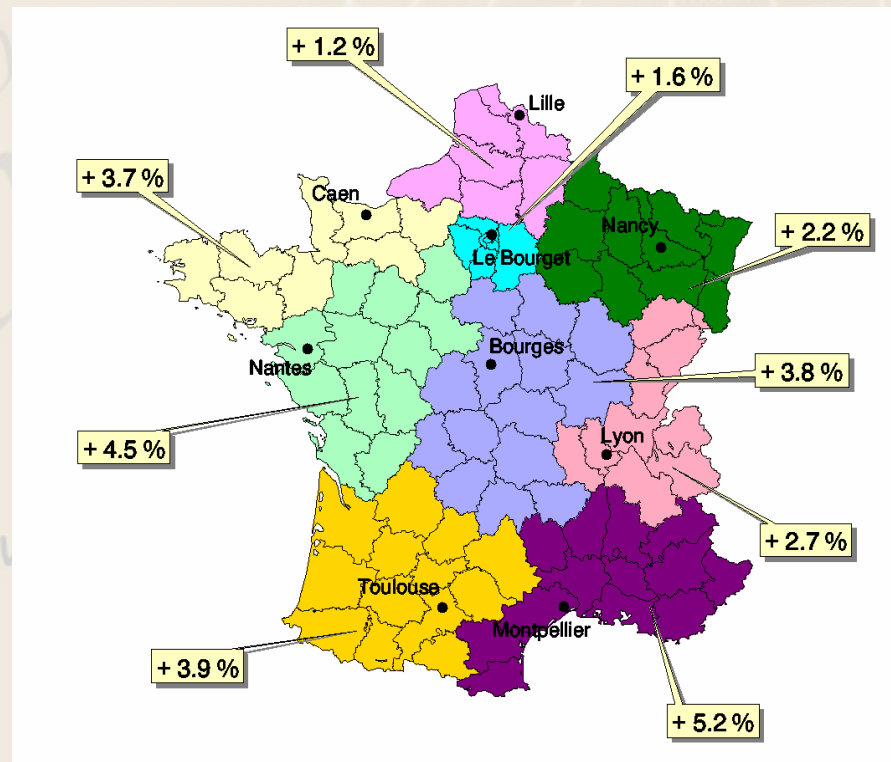 + 1.2 %
+ 1.6 %
Lille
+ 3.7 %
Caen
Nancy
+ 2.2 %
Le Bourget
Bourges
Nantes
+ 3.8 %
+ 4.5 %
Lyon
+ 2.7 %
Toulouse
Montpellier
+ 3.9 %
+ 5.2 %